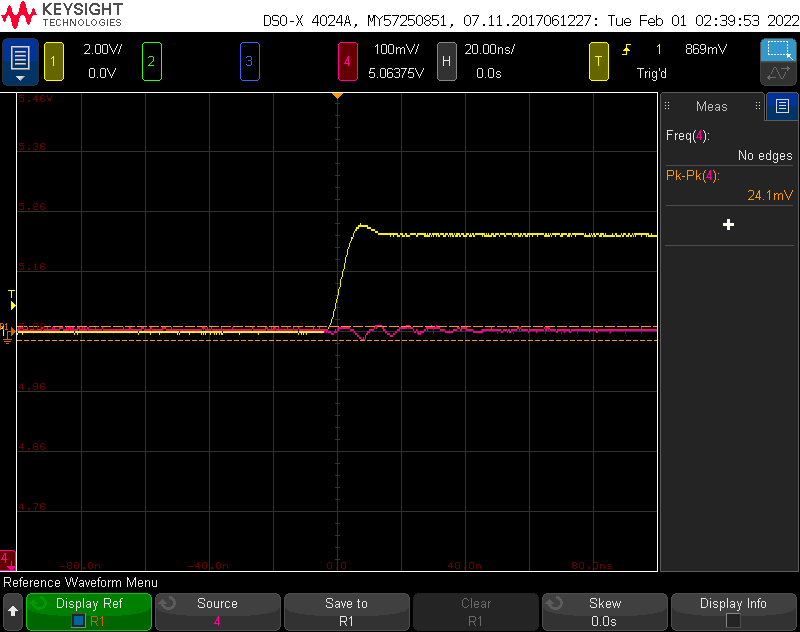 KEYSIGHT
TECHNOLOGIES
DSO-X 4024A, MY57250851, 07.11.2017061227: Tue Feb 01 02:39:53 2022
1
2.00V/
0.0V
2
3
4
100mV/
5.06375V
H
20.00ns/
0.0s
T
1
869mV
Trig'd
Meas
Freq(4):
No edges
Pk-Pk(4):
24.1mV
+
5.46V
5.36
5.26
5.16
4.96
4.86
4.76
T
R1
4
-80.0n
-40.0n
0.0
40.0n
80.0ns
Reference Waveform Menu
Display Ref
R1
Source
4
Save to
R1
Clear
R1
Skew
0.0s
Display Info